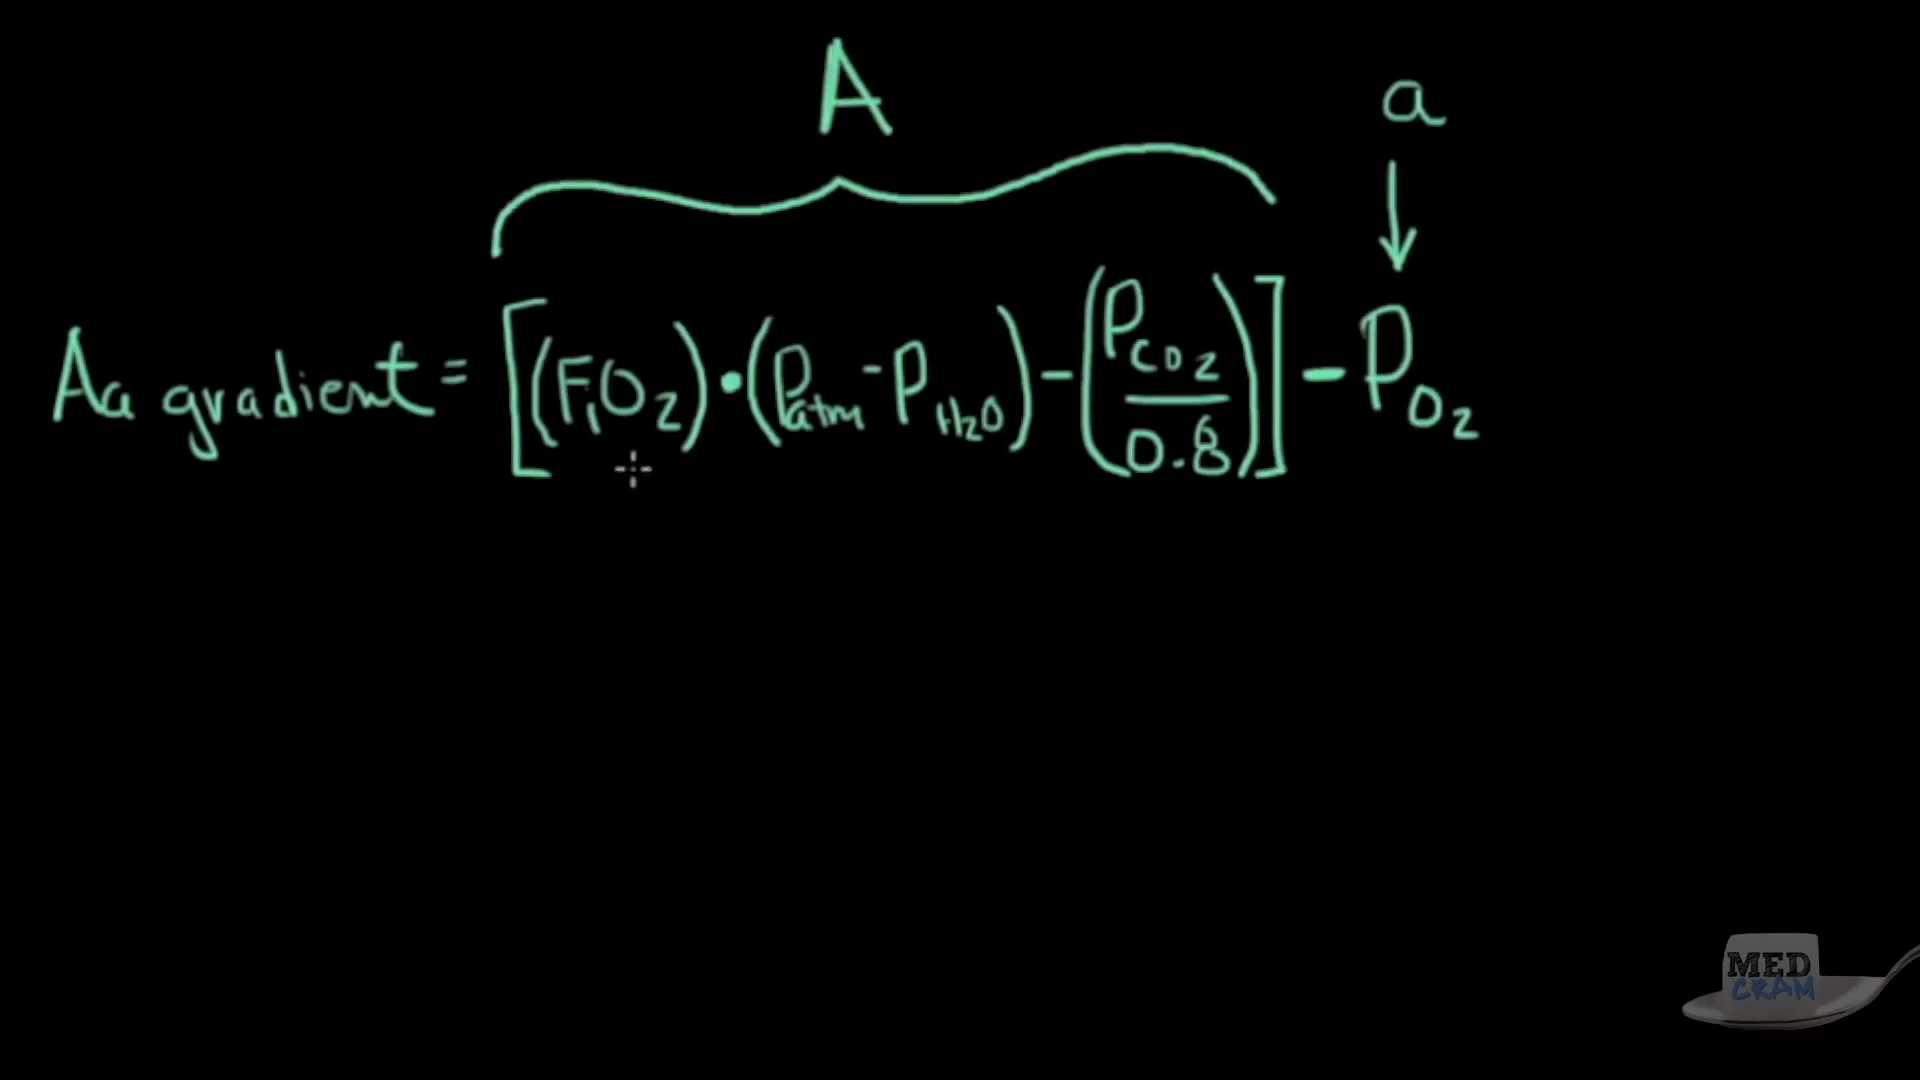 A
a
Aa gradient = [(FIO2) • (Patm - PH2O) - (PCO2/0.8)] - PO2
MED
CRAM